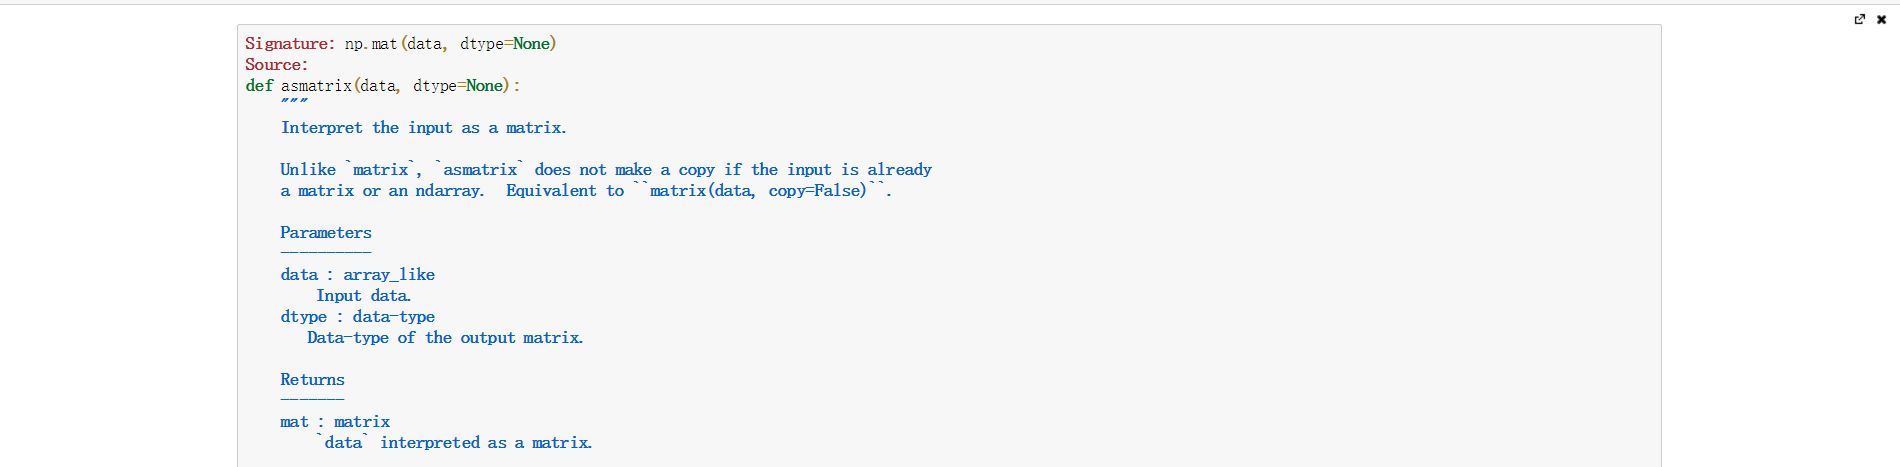 Signature: np.mat(data, dtype=None)
Source:
def asmatrix(data, dtype=None):
    """
    Interpret the input as a matrix.

    Unlike `matrix`, `asmatrix` does not make a copy if the input is already
    a matrix or an ndarray.  Equivalent to ``matrix(data, copy=False)``.

    Parameters
    ----------
    data : array_like
        Input data.
    dtype : data-type
       Data-type of the output matrix.

    Returns
    -------
    mat : matrix
        `data` interpreted as a matrix.